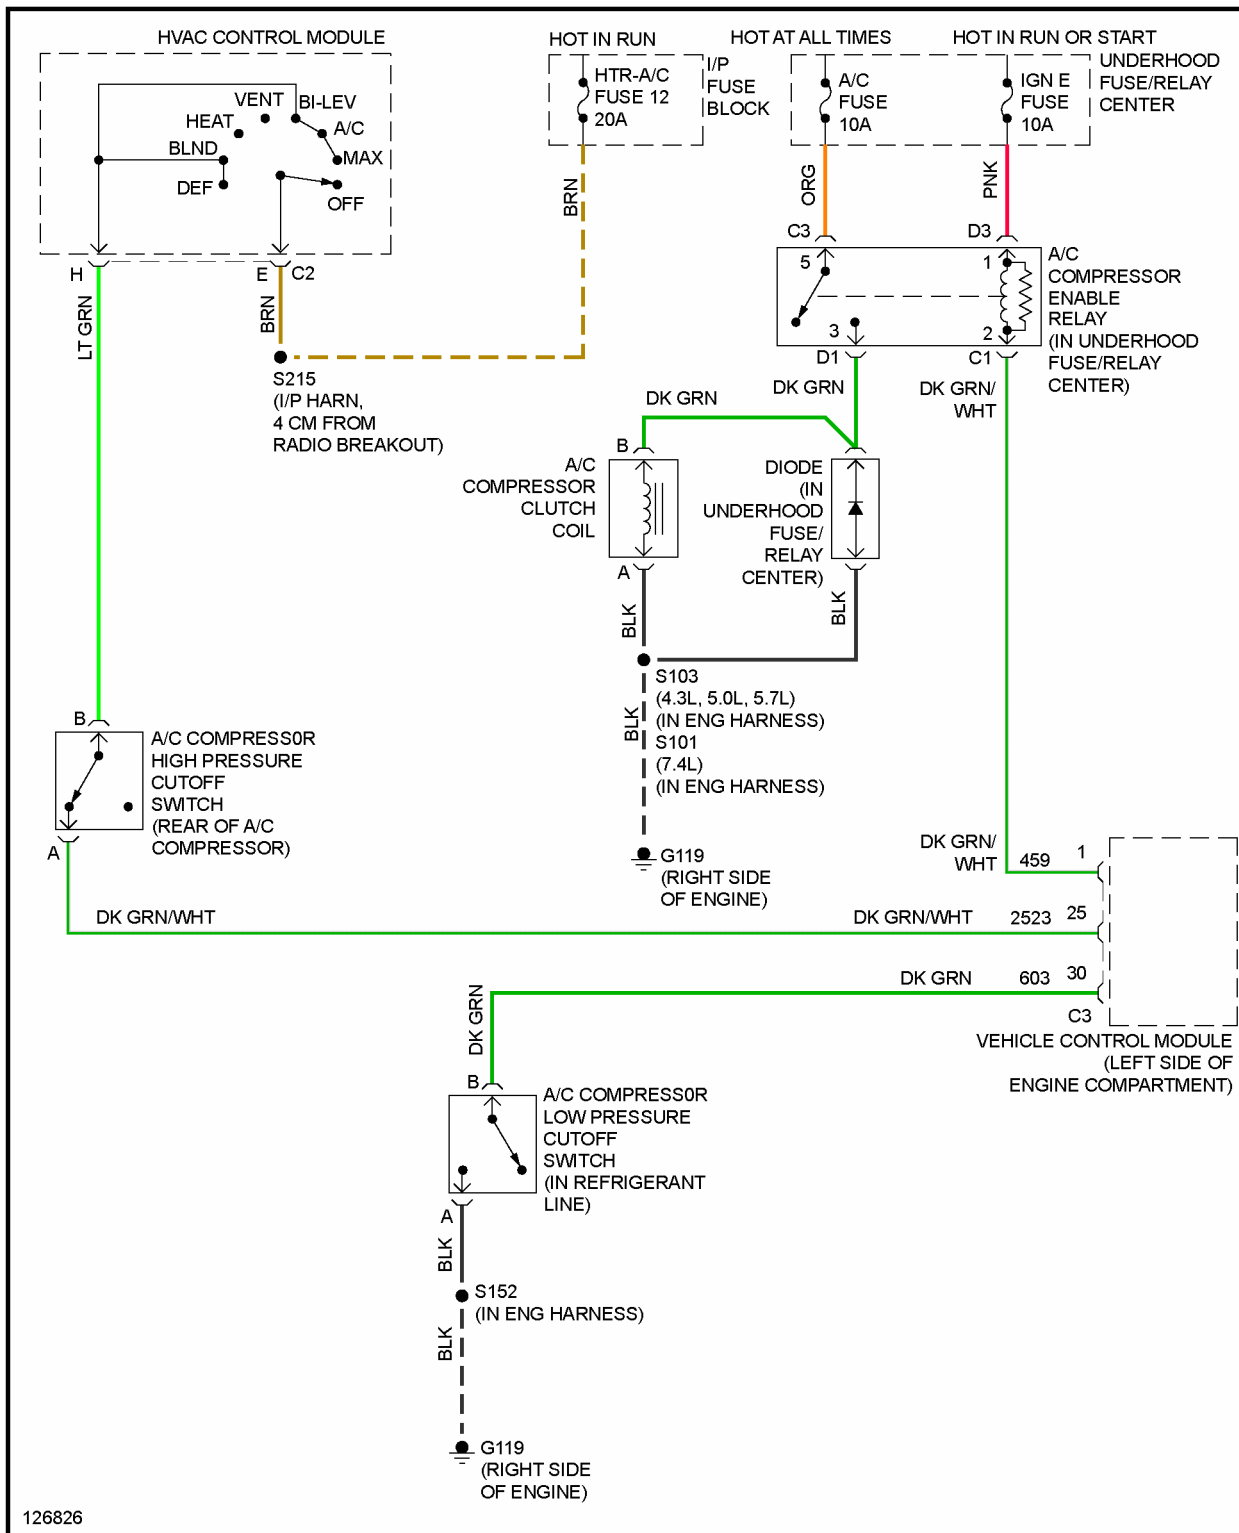 HVAC CONTROL MODULE
VENT
BI-LEV
HEAT
A/C
BLND
MAX
DEF
OFF
H
E
C2
LT GRN
BRN
S215
(I/P HARN,
4 CM FROM
RADIO BREAKOUT)
HOT IN RUN
HTR-A/C
FUSE 12
20A
I/P
FUSE
BLOCK
BRN
HOT AT ALL TIMES
HOT IN RUN OR START
A/C
FUSE
10A
IGN E
FUSE
10A
UNDERHOOD
FUSE/RELAY
CENTER
ORG
PNK
C3
D3
5
1
3
2
A/C
COMPRESSOR
ENABLE
RELAY
(IN UNDERHOOD
FUSE/RELAY
CENTER)
D1
C1
DK GRN
DK GRN
DK GRN/
WHT
B
A/C
COMPRESSOR
CLUTCH
COIL
A
DIODE
(IN
UNDERHOOD
FUSE/
RELAY
CENTER)
BLK
BLK
S103
(4.3L, 5.0L, 5.7L)
(IN ENG HARNESS)
S101
(7.4L)
(IN ENG HARNESS)
BLK
G119
(RIGHT SIDE
OF ENGINE)
B
A/C COMPRESS0R
HIGH PRESSURE
CUTOFF
SWITCH
(REAR OF A/C
COMPRESSOR)
A
DK GRN/
WHT
459
1
DK GRN/WHT
DK GRN/WHT
2523
25
DK GRN
603
30
C3
VEHICLE CONTROL MODULE
(LEFT SIDE OF
ENGINE COMPARTMENT)
DK GRN
B
A/C COMPRESS0R
LOW PRESSURE
CUTOFF
SWITCH
(IN REFRIGERANT
LINE)
A
BLK
S152
(IN ENG HARNESS)
BLK
G119
(RIGHT SIDE
OF ENGINE)
126826